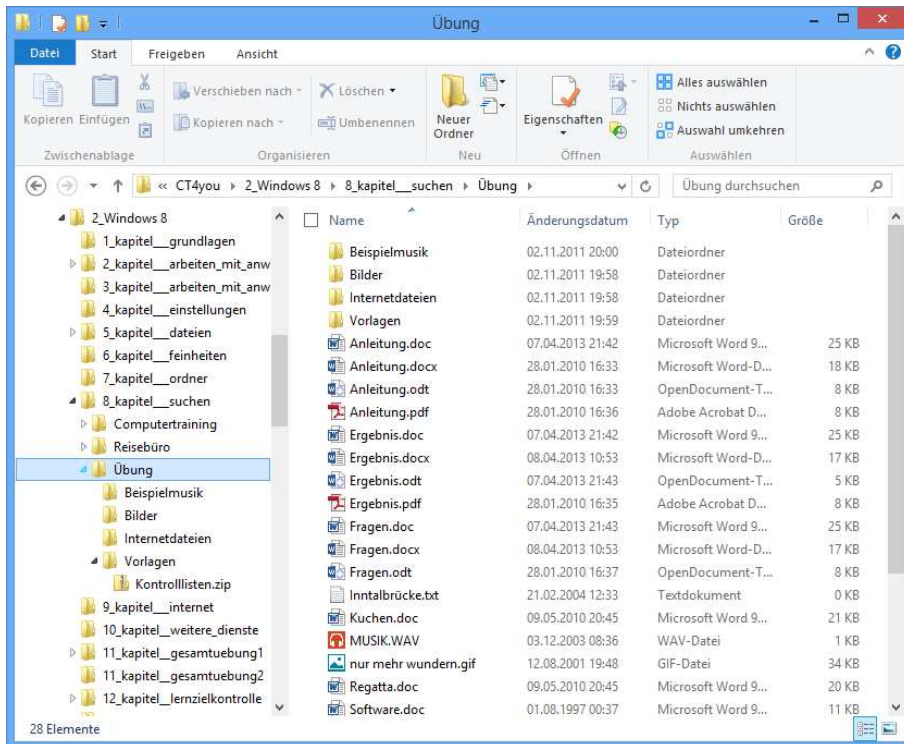 Übung
Datei Start Freigeben Ansicht
Kopieren Einfügen
Verschieben nach
Kopieren nach
Löschen
Umbenennen
Neuer Ordner
Eigenschaften
Alles auswählen
Nichts auswählen
Auswahl umkehren
Zwischenablage Organisieren Neu Öffnen Auswählen
« CT4you 2_Windows 8 8_kapitel__suchen Übung
Übung durchsuchen
2_Windows 8
1_kapitel__grundlagen
2_kapitel__arbeiten_mit_anw
3_kapitel__arbeiten_mit_anw
4_kapitel__einstellungen
5_kapitel__dateien
6_kapitel__feinheiten
7_kapitel__ordner
8_kapitel__suchen
Computertraining
Reisebüro
Übung
Beispielmusik
Bilder
Internetdateien
Vorlagen
Kontrolllisten.zip
9_kapitel__internet
10_kapitel__weitere_dienste
11_kapitel__gesamtuebung1
11_kapitel__gesamtuebung2
12_kapitel__lernzielkontrolle
Name Änderungsdatum Typ Größe
Beispielmusik 02.11.2011 20:00 Dateiordner
Bilder 02.11.2011 19:58 Dateiordner
Internetdateien 02.11.2011 19:58 Dateiordner
Vorlagen 02.11.2011 19:59 Dateiordner
Anleitung.doc 07.04.2013 21:42 Microsoft Word 9... 25 KB
Anleitung.docx 28.01.2010 16:33 Microsoft Word-D... 18 KB
Anleitung.odt 28.01.2010 16:33 OpenDocument-T... 8 KB
Anleitung.pdf 28.01.2010 16:36 Adobe Acrobat D... 8 KB
Ergebnis.doc 07.04.2013 21:42 Microsoft Word 9... 25 KB
Ergebnis.docx 08.04.2013 10:53 Microsoft Word-D... 17 KB
Ergebnis.odt 07.04.2013 21:43 OpenDocument-T... 5 KB
Ergebnis.pdf 28.01.2010 16:35 Adobe Acrobat D... 8 KB
Fragen.doc 07.04.2013 21:43 Microsoft Word 9... 25 KB
Fragen.docx 08.04.2013 10:53 Microsoft Word-D... 17 KB
Fragen.odt 28.01.2010 16:37 OpenDocument-T... 8 KB
Inntalbrücke.txt 21.02.2004 12:33 Textdokument 0 KB
Kuchen.doc 09.05.2010 20:45 Microsoft Word 9... 21 KB
MUSIK.WAV 03.12.2003 08:36 WAV-Datei 1 KB
nur mehr wundern.gif 12.08.2001 19:48 GIF-Datei 34 KB
Regatta.doc 09.05.2010 20:45 Microsoft Word 9... 20 KB
Software.doc 01.08.1997 00:37 Microsoft Word 9... 11 KB
28 Elemente